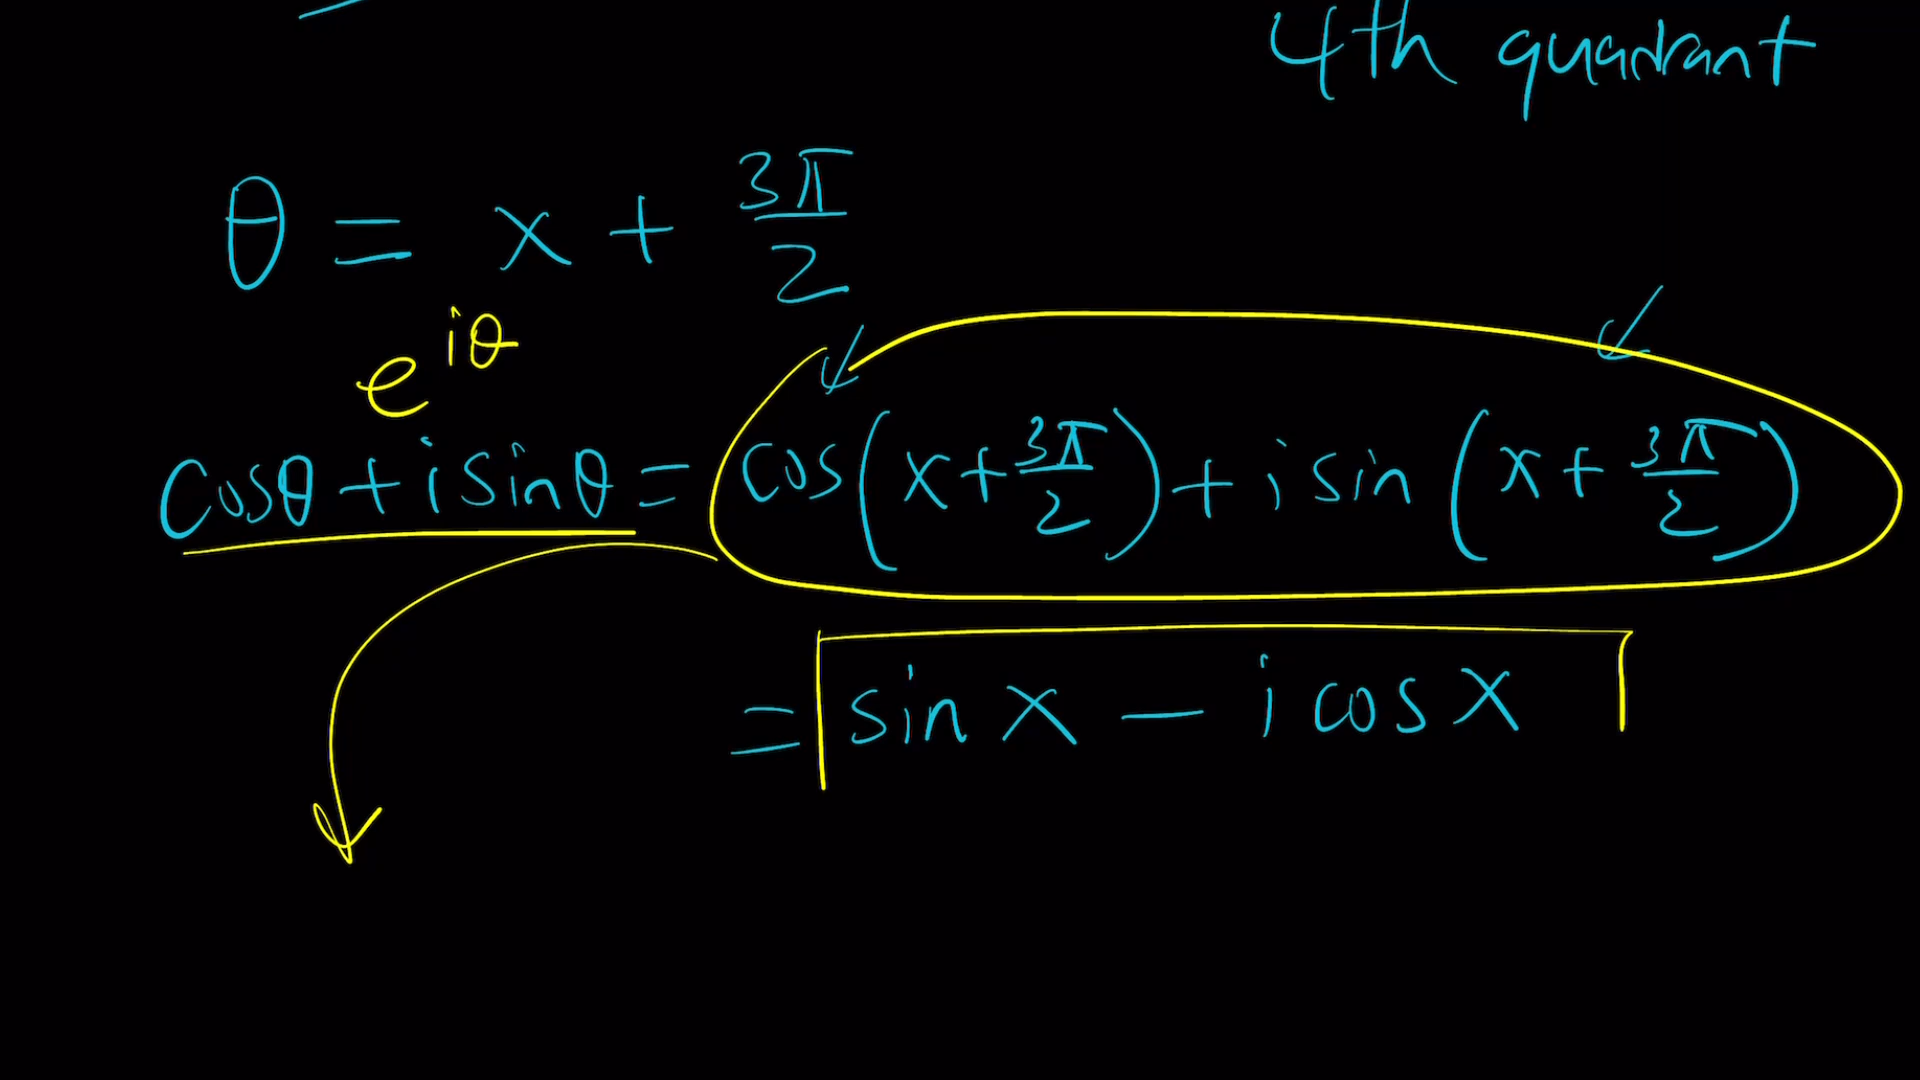 4th quadrant
θ = x + 3π/2
e^iθ
cosθ + i sinθ = cos(x + 3π/2) + i sin(x + 3π/2)
= sin x - i cos x